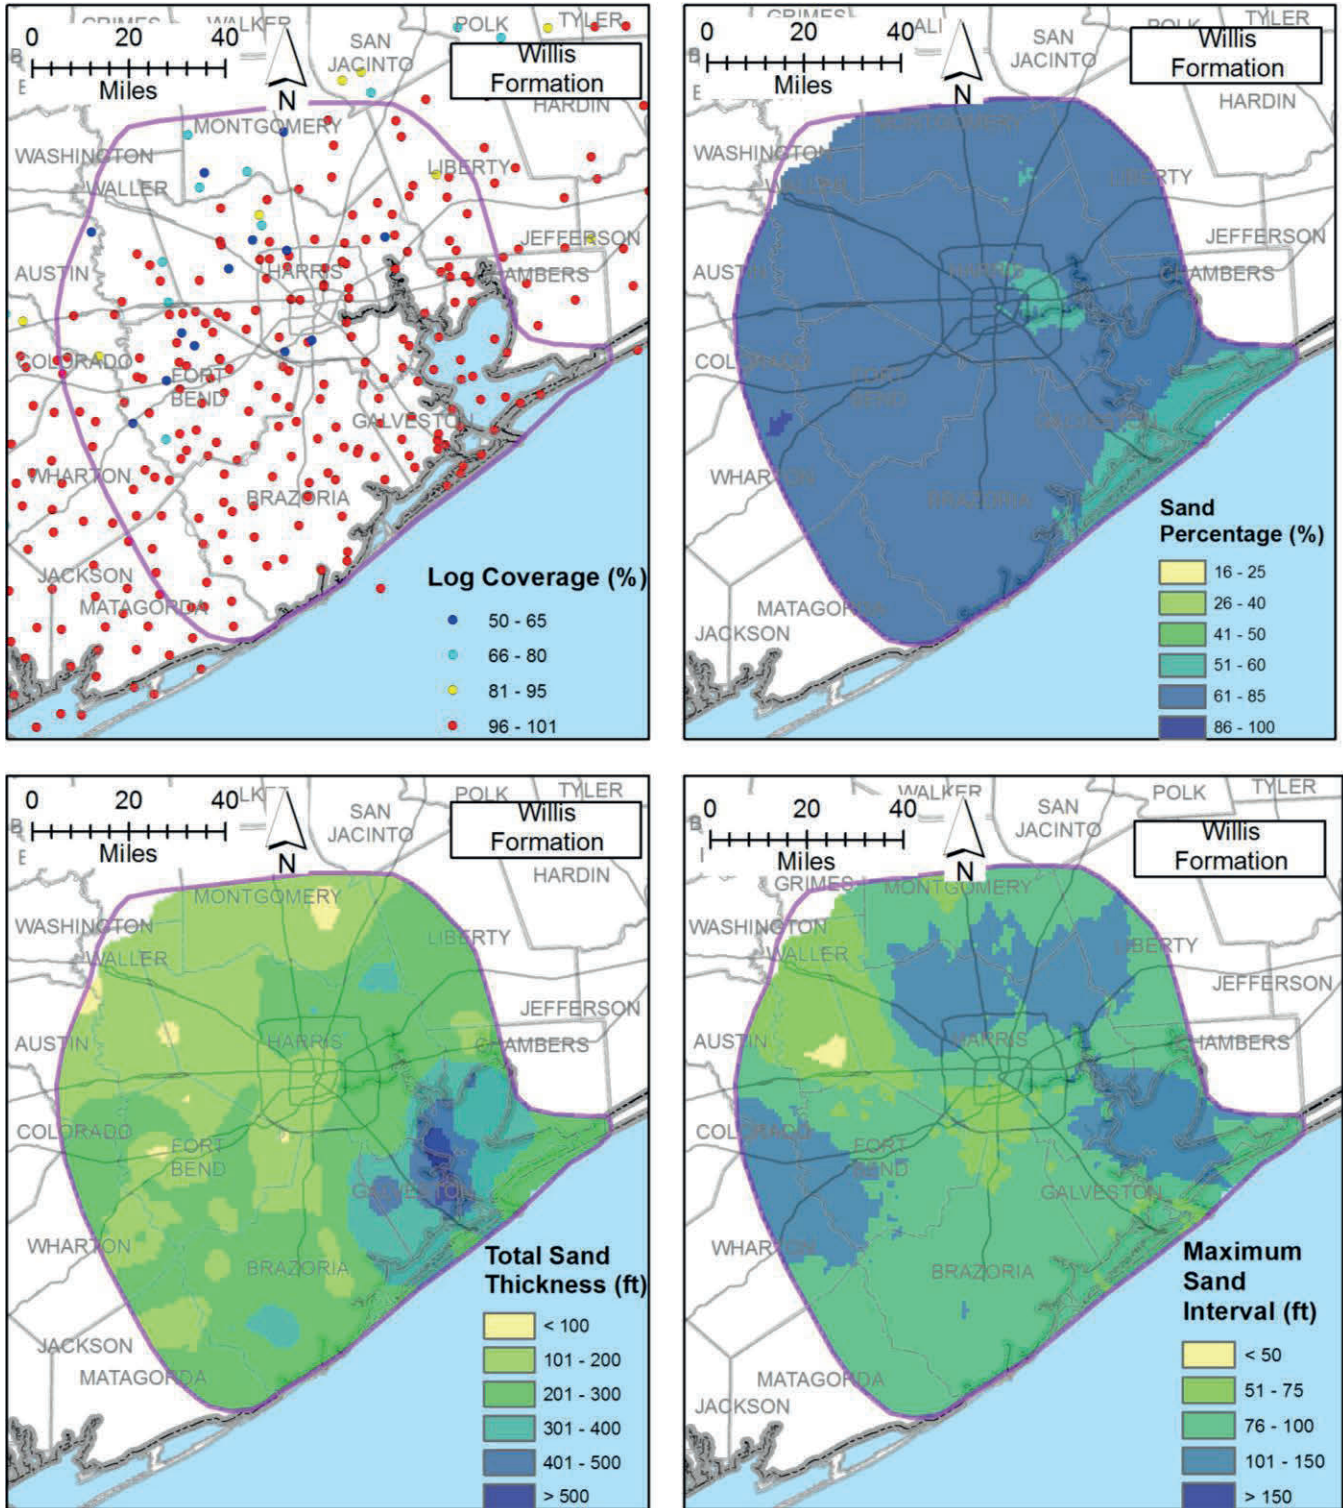 0 20 40
Miles
N
WALKER
POLK
TYLER
SAN
JACINTO
Willis
Formation
HARDIN
MONTGOMERY
WASHINGTON
LIBERTY
WALLER
JEFFERSON
AUSTIN
HARRIS
CHAMBERS
COLORADO
FORT
BEND
GALVESTON
WHARTON
BRAZORIA
JACKSON
MATAGORDA
Log Coverage (%)
50 - 65
66 - 80
81 - 95
96 - 101
GRIMES
0 20 40
Miles
N
SAN
JACINTO
POLK
TYLER
Willis
Formation
HARDIN
MONTGOMERY
WASHINGTON
WALLER
LIBERTY
JEFFERSON
AUSTIN
HARRIS
CHAMBERS
COLORADO
FORT
BEND
GALVESTON
WHARTON
BRAZORIA
MATAGORDA
JACKSON
Sand
Percentage (%)
16 - 25
26 - 40
41 - 50
51 - 60
61 - 85
86 - 100
0 20 40
Miles
N
SAN
JACINTO
POLK
TYLER
Willis
Formation
HARDIN
MONTGOMERY
WASHINGTON
LIBERTY
WALLER
JEFFERSON
AUSTIN
HARRIS
CHAMBERS
COLORADO
FORT
BEND
GALVESTON
WHARTON
BRAZORIA
JACKSON
MATAGORDA
Total Sand
Thickness (ft)
< 100
101 - 200
201 - 300
301 - 400
401 - 500
> 500
0 20 40
Miles
N
WALKER
SAN
JACINTO
POLK
TYLER
Willis
Formation
HARDIN
GRIMES
MONTGOMERY
WASHINGTON
WALLER
LIBERTY
JEFFERSON
AUSTIN
HARRIS
CHAMBERS
COLORADO
FORT
BEND
GALVESTON
WHARTON
BRAZORIA
MATAGORDA
JACKSON
Maximum
Sand
Interval (ft)
< 50
51 - 75
76 - 100
101 - 150
> 150